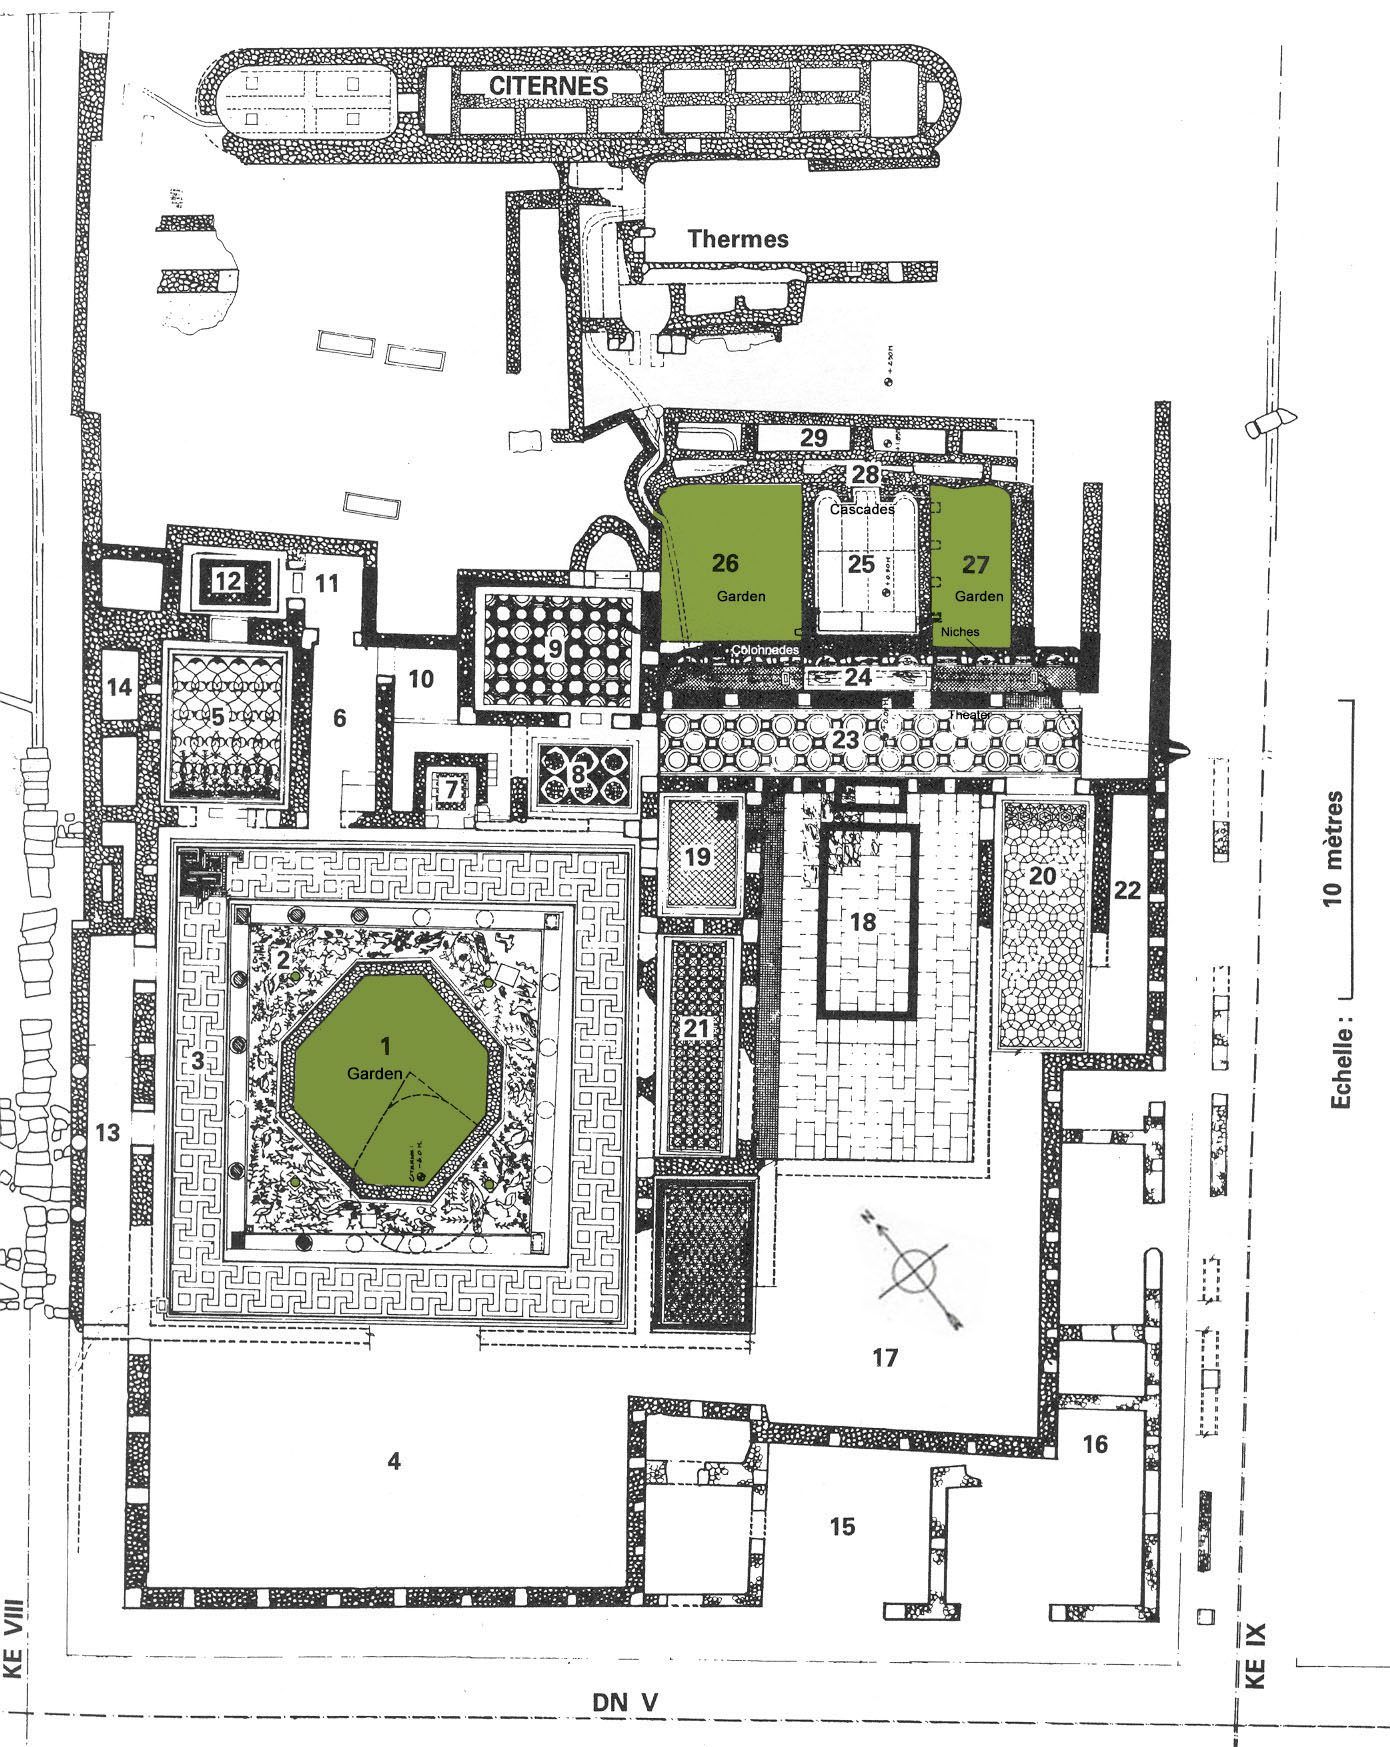 CITERNES
Thermes
29
28
Cascades
26
Garden
25
27
Garden
Niches
12
11
9
Colonnades
10
24
14
5
6
Theater
23
8
7
19
20
22
18
2
21
1
Garden
3
13
10 mètres
Echelle :
N
17
16
4
15
KE VIII
KE IX
DN V